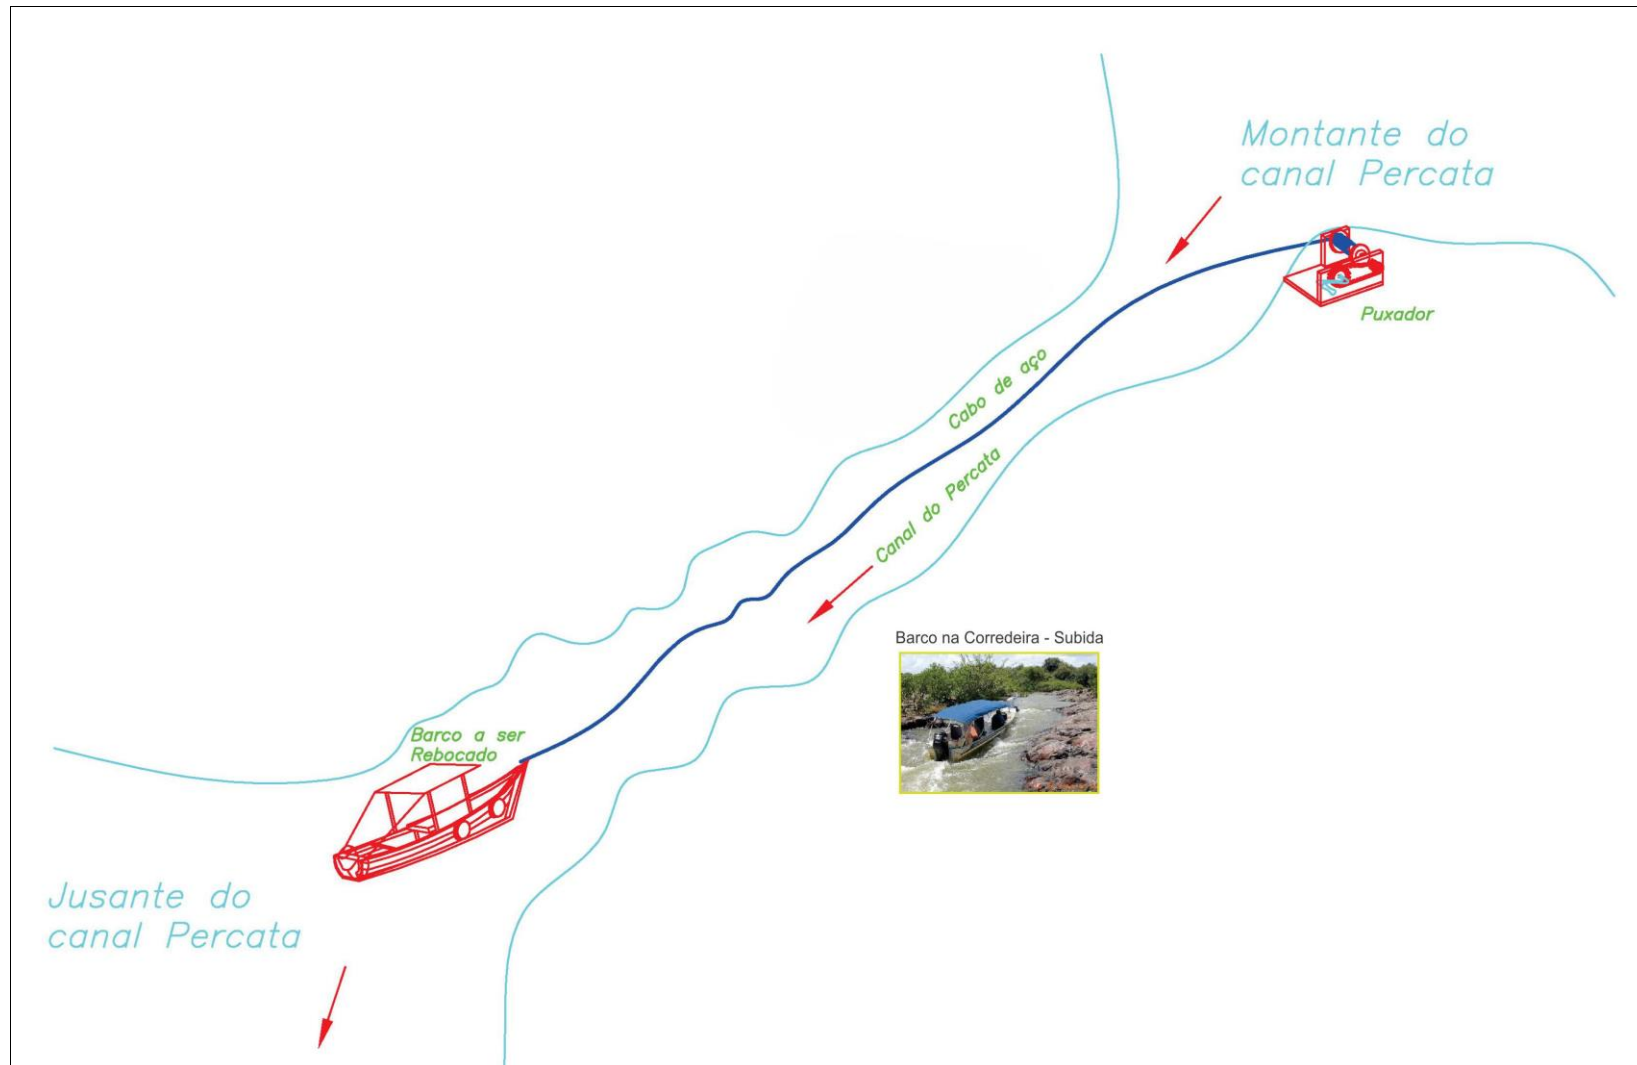 Montante do
canal Percata
Puxador
Cabo de aço
Canal do Percata
Barco na Corredeira - Subida
Barco a ser
Rebocado
Jusante do
canal Percata